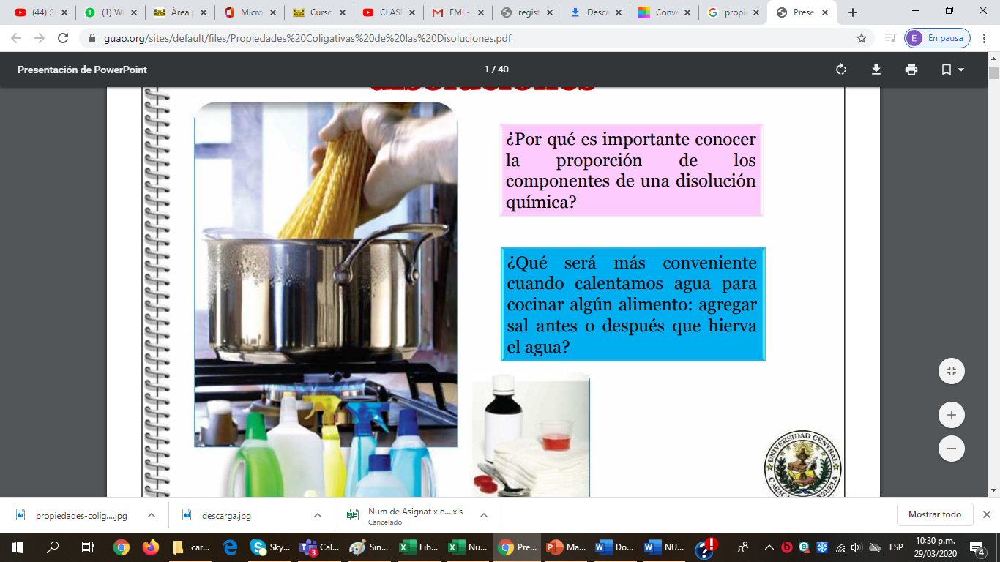 (44) S
(1) W
Área p
Micro
Curso
CLASE
EMI -
regist
Desca
Conve
propie
Prese
guao.org/sites/default/files/Propiedades%20Coligativas%20de%20las%20Disoluciones.pdf
E
En pausa
Presentación de PowerPoint
1 / 40
disoluciones
¿Por qué es importante conocer
la proporción de los
componentes de una disolución
química?
¿Qué será más conveniente
cuando calentamos agua para
cocinar algún alimento: agregar
sal antes o después que hierva
el agua?
UNIVERSIDAD CENTRAL
propiedades-colig....jpg
descarga.jpg
Num de Asignat x e....xls
Cancelado
Mostrar todo
car...
Sky...
Cal...
Sin...
Lib...
Nu...
Pre...
Ma...
Do...
NU...
ESP
10:30 p.m.
29/03/2020
4